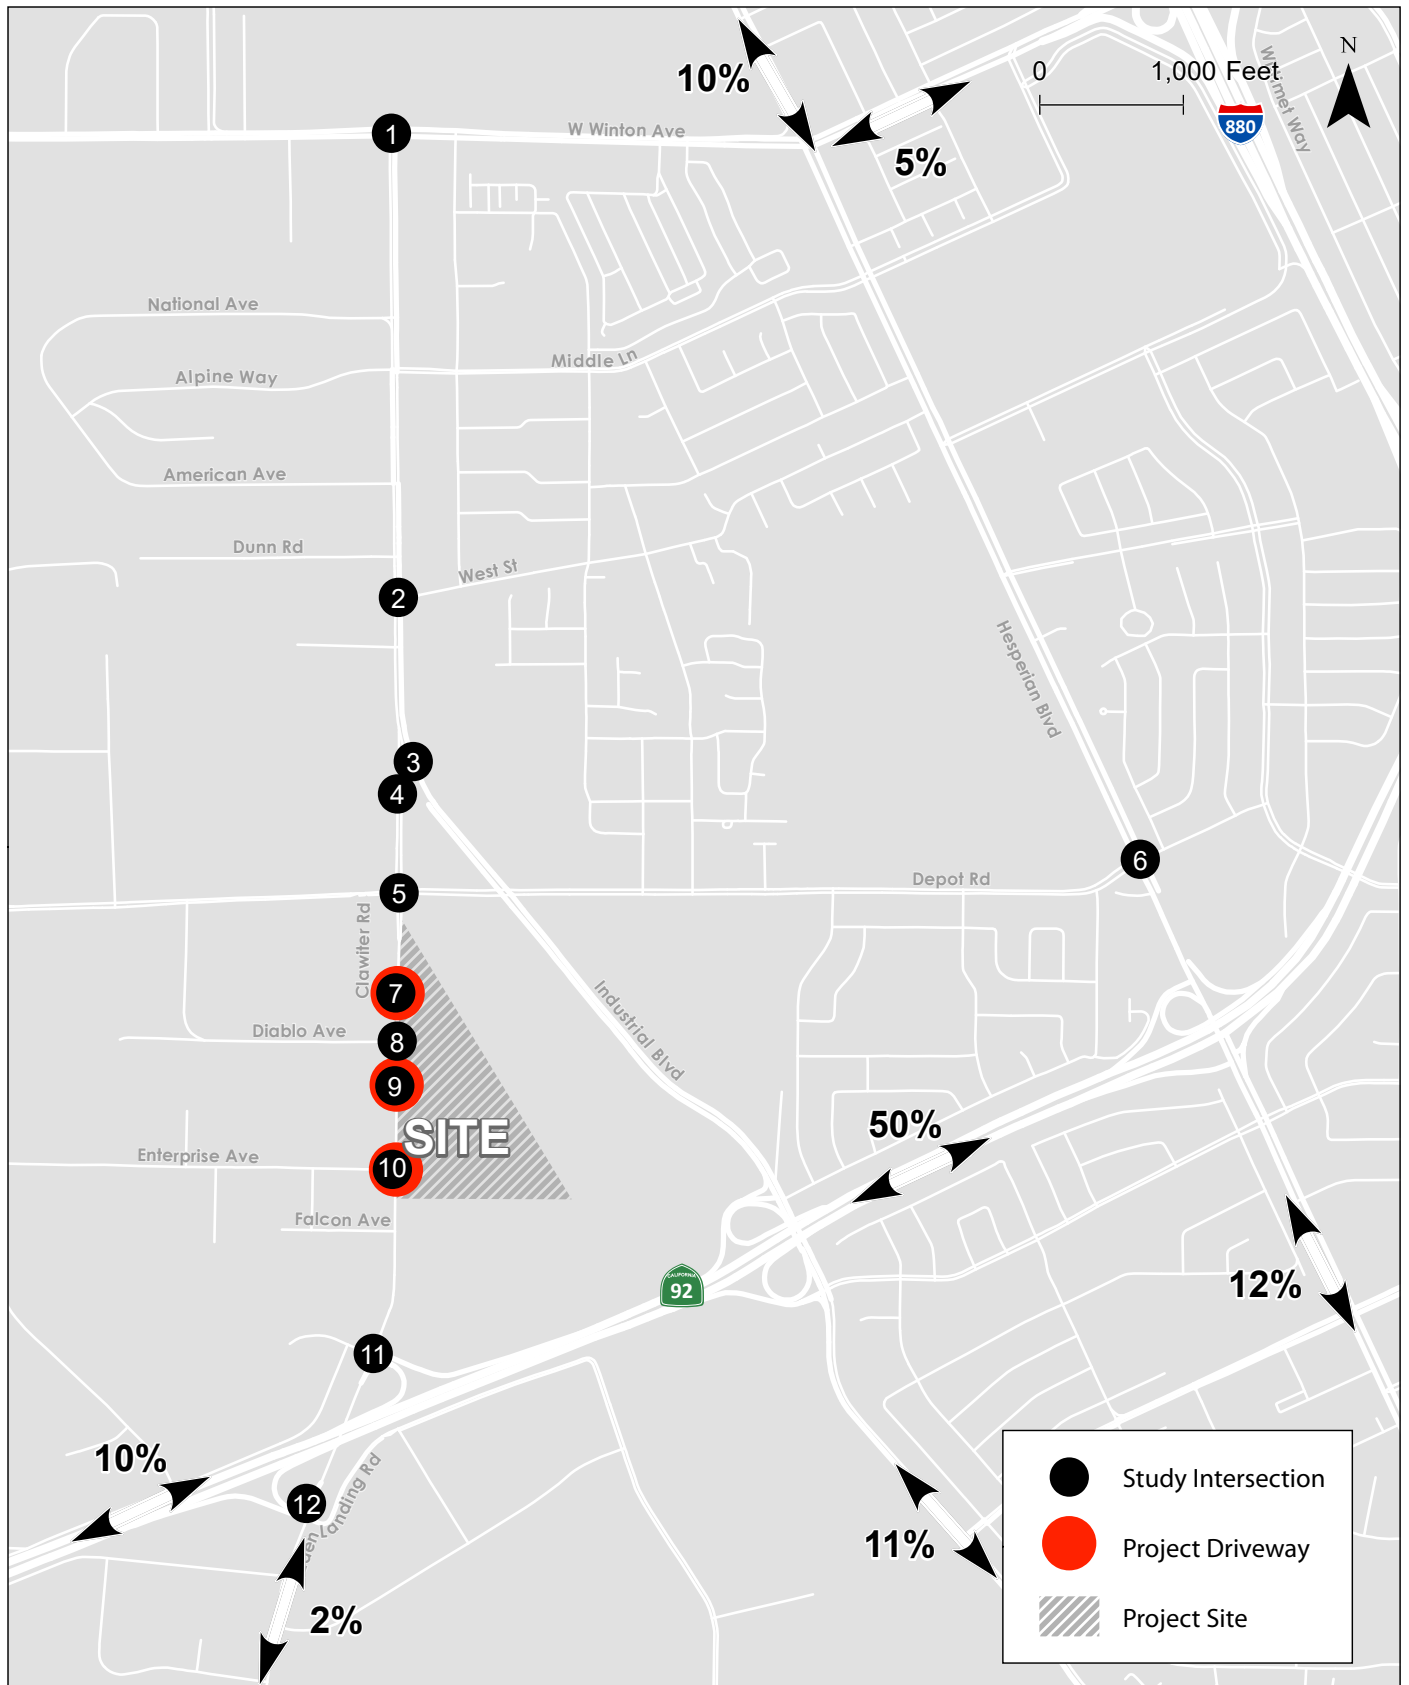 10%
0
1,000 Feet
N
W Winton Ave
5%
880
1
National Ave
Middle Ln
Alpine Way
American Ave
Dunn Rd
West St
2
Hesperian Blvd
3
4
6
Depot Rd
5
Clawiter Rd
7
Industrial Blvd
Diablo Ave
8
9
SITE
50%
Enterprise Ave
10
Falcon Ave
CALIFORNIA
92
12%
11
10%
12
Landing Rd
11%
2%
Study Intersection
Project Driveway
Project Site